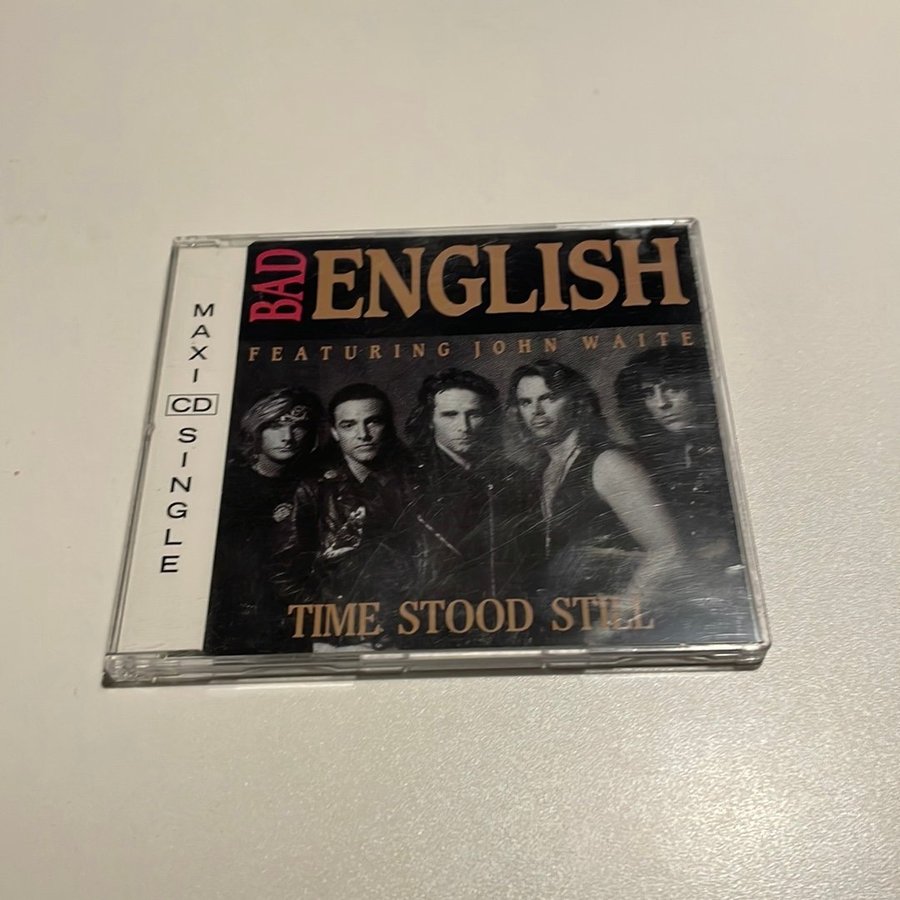 MAXI CD SINGLE
BAD ENGLISH
FEATURING JOHN WAITE
TIME STOOD STILL